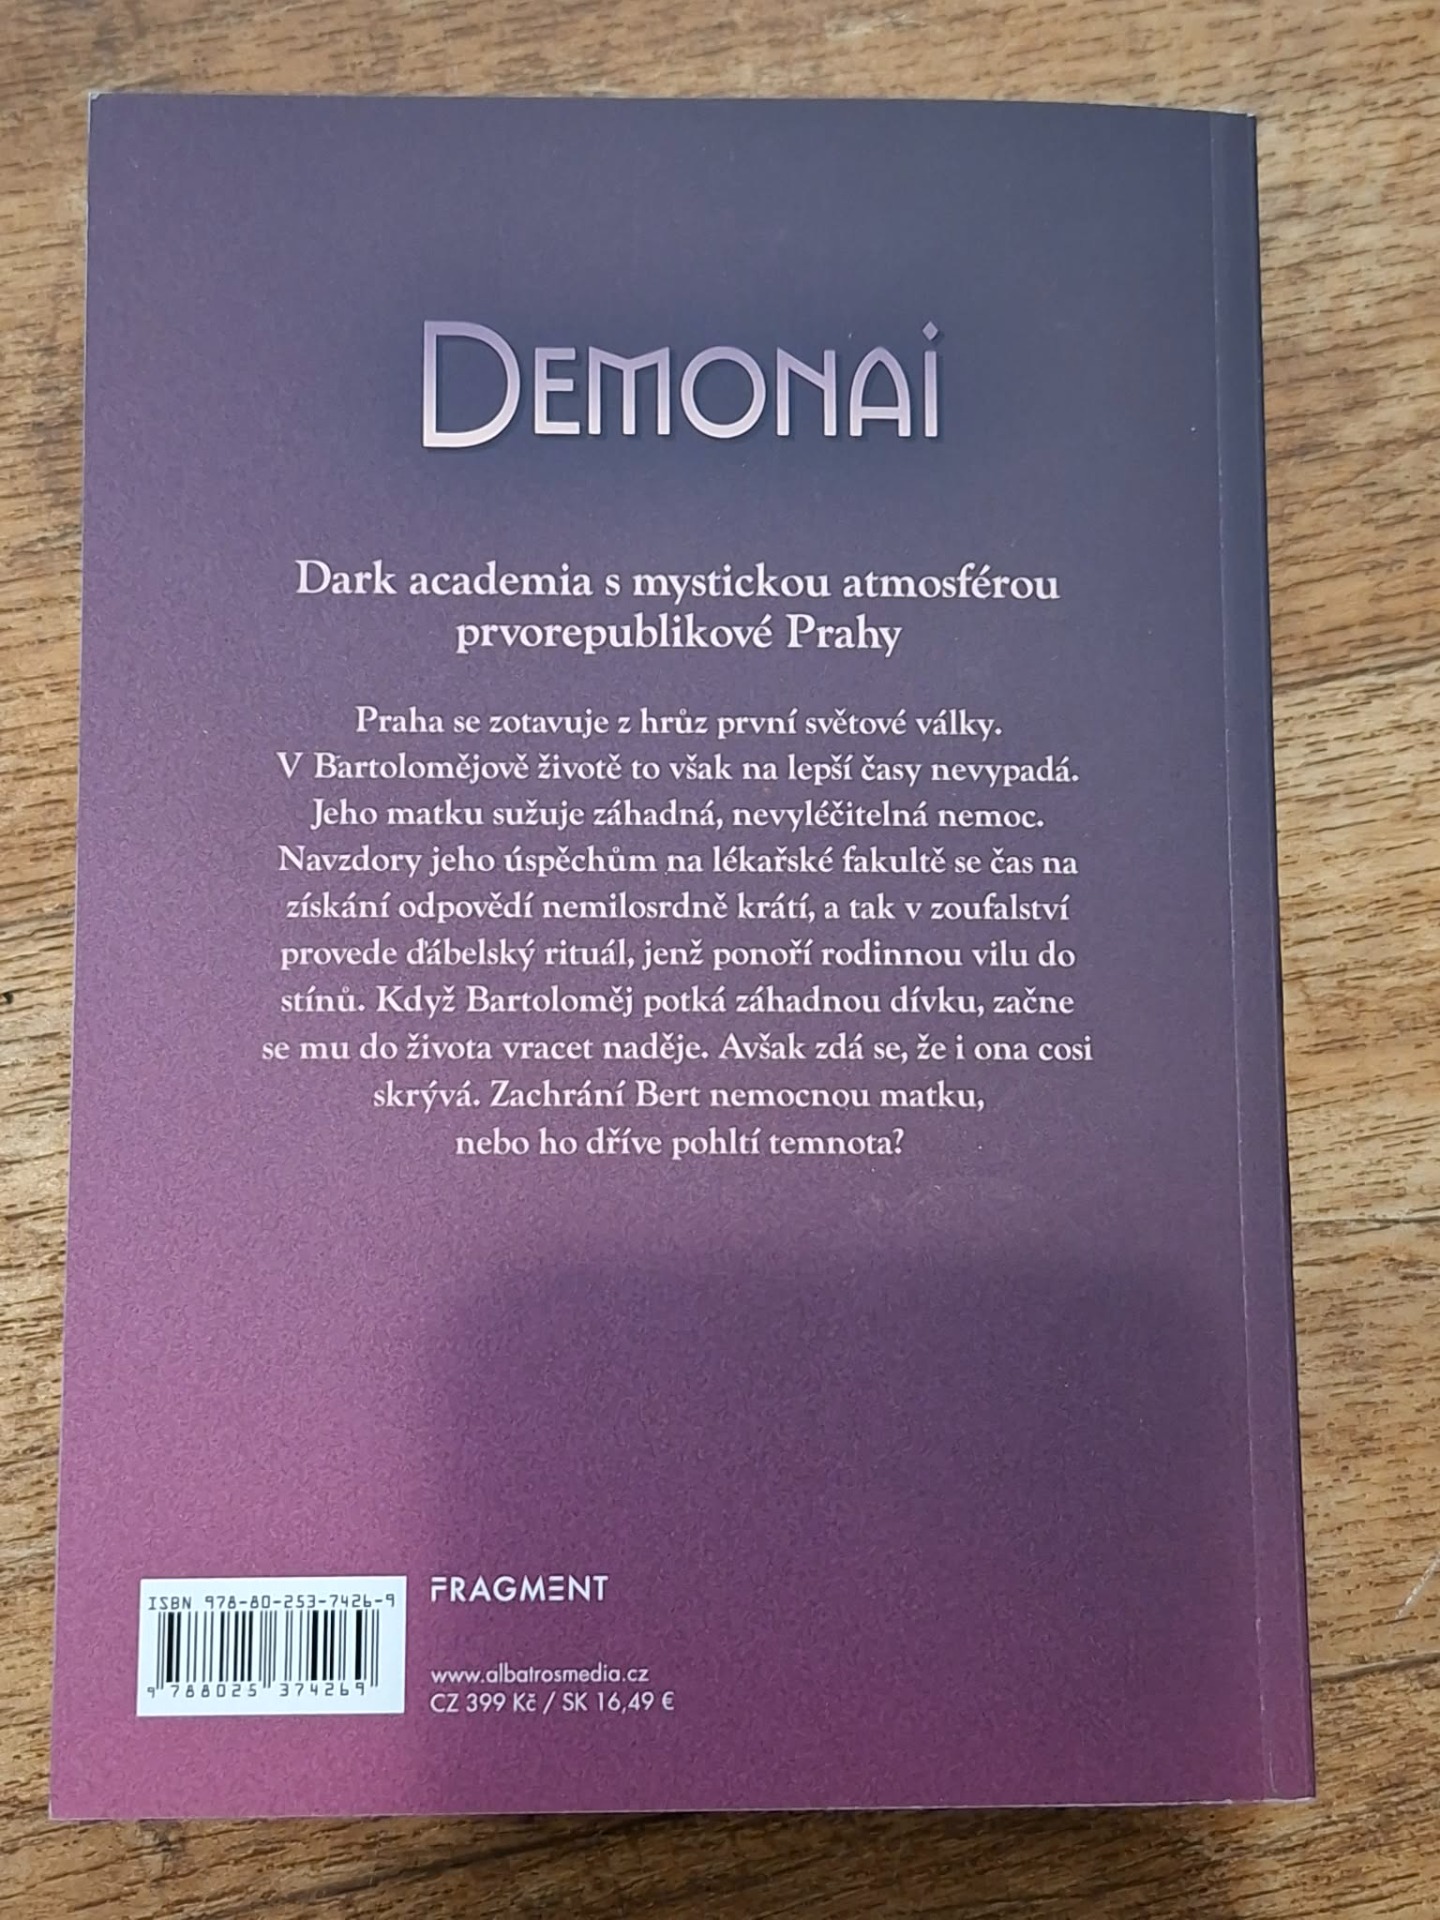 DEMONAI
Dark academia s mystickou atmosférou
prvorepublikové Prahy
Praha se zotavuje z hrůz první světové války.
V Bartolomějově životě to však na lepší časy nevypadá.
Jeho matku sužuje záhadná, nevyléčitelná nemoc.
Navzdory jeho úspěchům na lékařské fakultě se čas na
získání odpovědí nemilosrdně krátí, a tak v zoufalství
provede ďábelský rituál, jenž ponoří rodinnou vilu do
stínů. Když Bartoloměj potká záhadnou dívku, začne
se mu do života vracet naděje. Avšak zdá se, že i ona cosi
skrývá. Zachrání Bert nemocnou matku,
nebo ho dříve pohltí temnota?
ISBN 978-80-253-7426-9
9 788025 374269
FRAGMENT
www.albatrosmedia.cz
CZ 399 Kč / SK 16,49 €